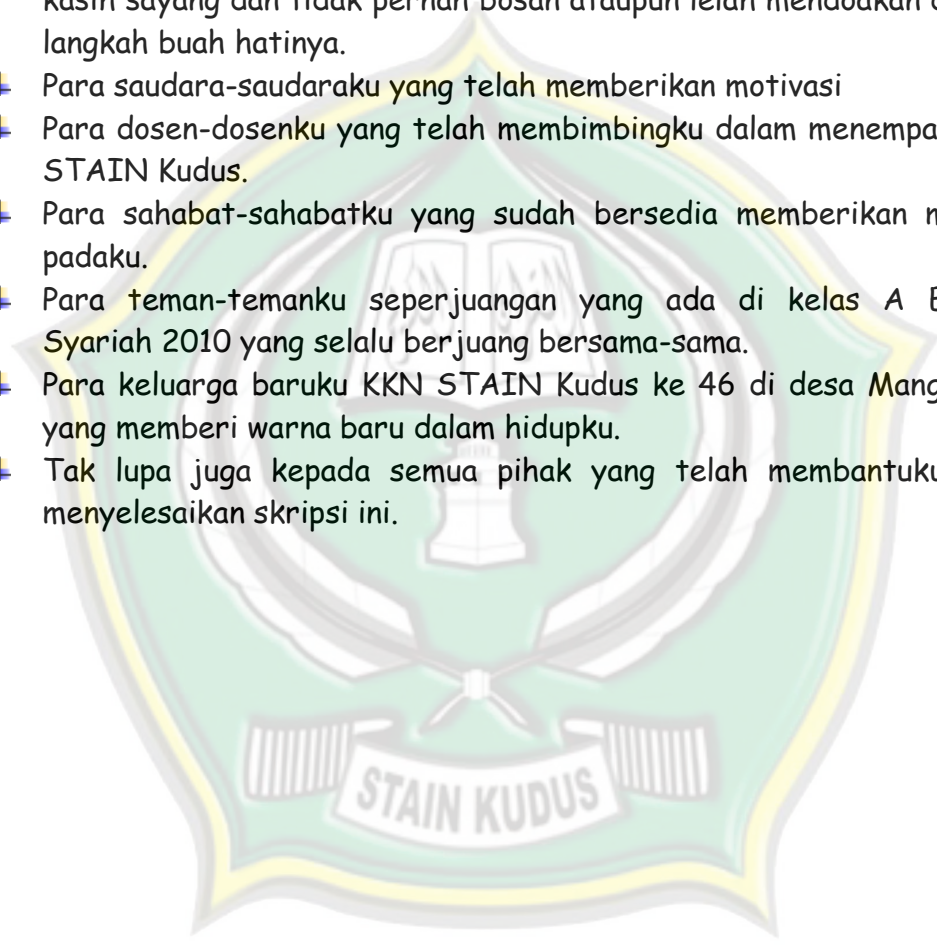 kasih sayang dan tidak pernah bosan ataupun lelah mendoakan
langkah buah hatinya.
Para saudara-saudaraku yang telah memberikan motivasi
Para dosen-dosenku yang telah membimbingku dalam
STAIN Kudus.
Para sahabat-sahabatku yang sudah bersedia memberikan
padaku.
Para teman-temanku seperjuangan yang ada di kelas A
Syariah 2010 yang selalu berjuang bersama-sama.
Para keluarga baruku KKN STAIN Kudus ke 46 di desa
yang memberi warna baru dalam hidupku.
Tak lupa juga kepada semua pihak yang telah membantuku
menyelesaikan skripsi ini.
STAIN KUDUS